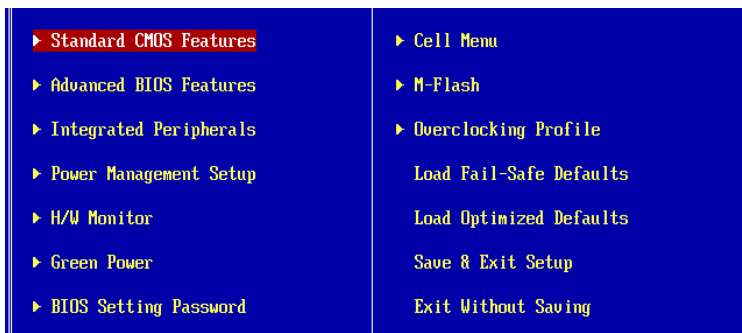 Standard CMOS Features
Advanced BIOS Features
Integrated Peripherals
Power Management Setup
H/W Monitor
Green Power
BIOS Setting Password
Cell Menu
M-Flash
Overclocking Profile
Load Fail-Safe Defaults
Load Optimized Defaults
Save & Exit Setup
Exit Without Saving